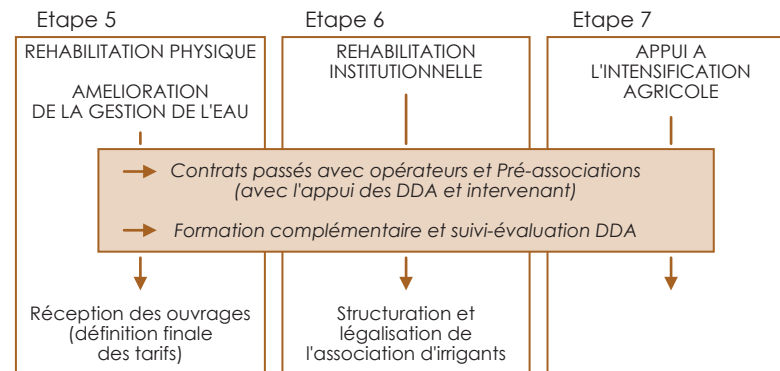 Etape 5
REHABILITATION PHYSIQUE
AMELIORATION
DE LA GESTION DE L'EAU
Etape 6
REHABILITATION
INSTITUTIONNELLE
Etape 7
APPUI A
L'INTENSIFICATION
AGRICOLE
Contrats passés avec opérateurs et Pré-associations
(avec l'appui des DDA et intervenant)
Formation complémentaire et suivi-évaluation DDA
Réception des ouvrages
(définition finale
des tarifs)
Structuration et
légalisation de
l'association d'irrigants